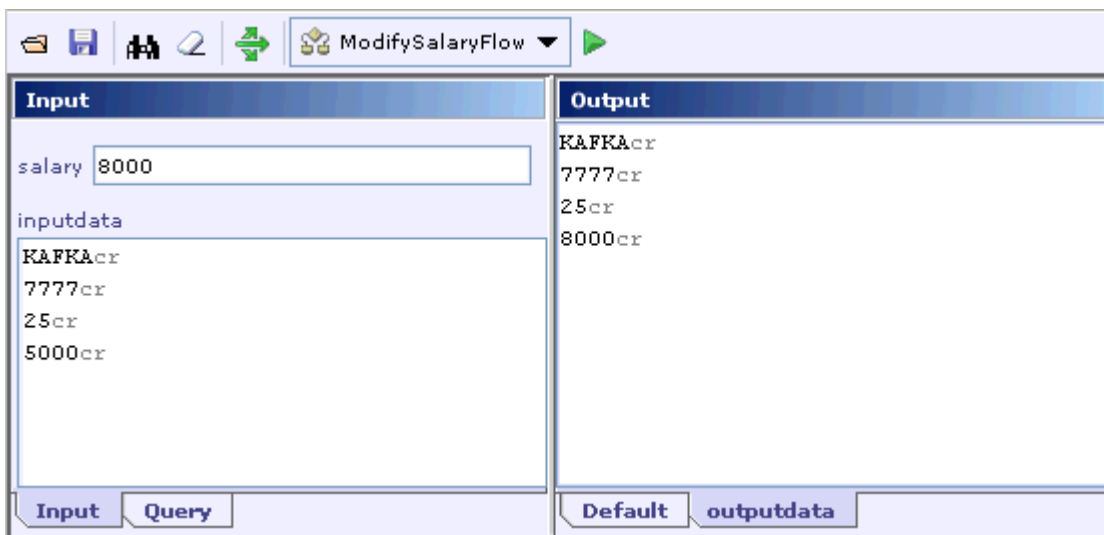 ModifySalaryFlow
Input
salary 8000
inputdata
KAFKAcr
7777cr
25cr
5000cr
Input Query
Output
KAFKAcr
7777cr
25cr
8000cr
Default outputdata